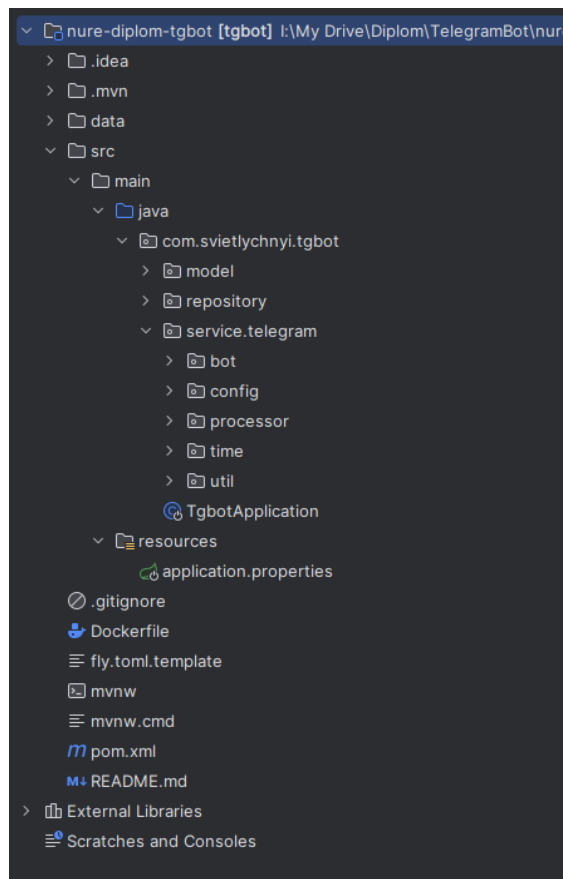 nure-diplom-tgbot [tgbot] I:\My Drive\Diplom\TelegramBot\nure
.idea
.mvn
data
src
main
java
com.svietlychnyi.tgbot
model
repository
service.telegram
bot
config
processor
time
util
TgbotApplication
resources
application.properties
.gitignore
Dockerfile
fly.toml.template
mvnw
mvnw.cmd
m pom.xml
M↓ README.md
External Libraries
Scratches and Consoles